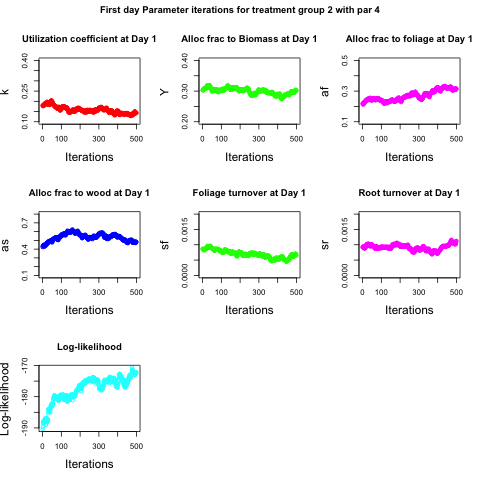 First day Parameter iterations for treatment group 2 with par 4
Utilization coefficient at Day 1
Alloc frac to Biomass at Day 1
Alloc frac to foliage at Day 1
k
0.10
0.25
0.40
0 100 300 500
Iterations
Y
0.20
0.30
0.40
0 100 300 500
Iterations
af
0.1
0.3
0.5
0 100 300 500
Iterations
Alloc frac to wood at Day 1
Foliage turnover at Day 1
Root turnover at Day 1
as
0.1
0.4
0.7
0 100 300 500
Iterations
sf
0.0000
0.0015
0 100 300 500
Iterations
sr
0.0000
0.0015
0 100 300 500
Iterations
Log-likelihood
Log-likelihood
-190
-180
-170
0 100 300 500
Iterations